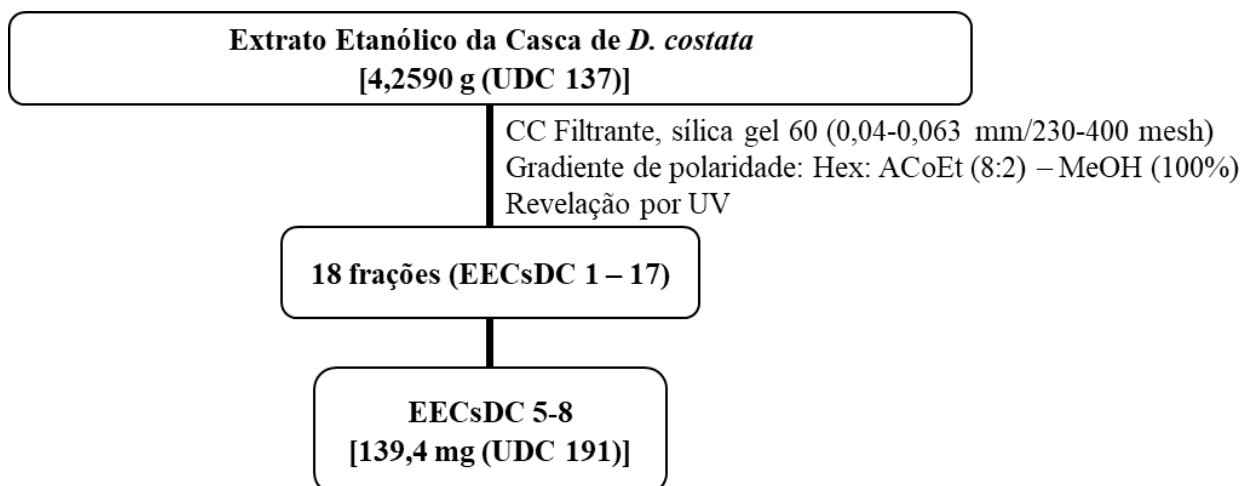 Extrato Etanólico da Casca de D. costata
[4,2590 g (UDC 137)]
CC Filtrante, sílica gel 60 (0,04-0,063 mm/230-400 mesh)
Gradiente de polaridade: Hex: ACoEt (8:2) – MeOH (100%)
Revelação por UV
18 frações (EECsDC 1 – 17)
EECsDC 5-8
[139,4 mg (UDC 191)]